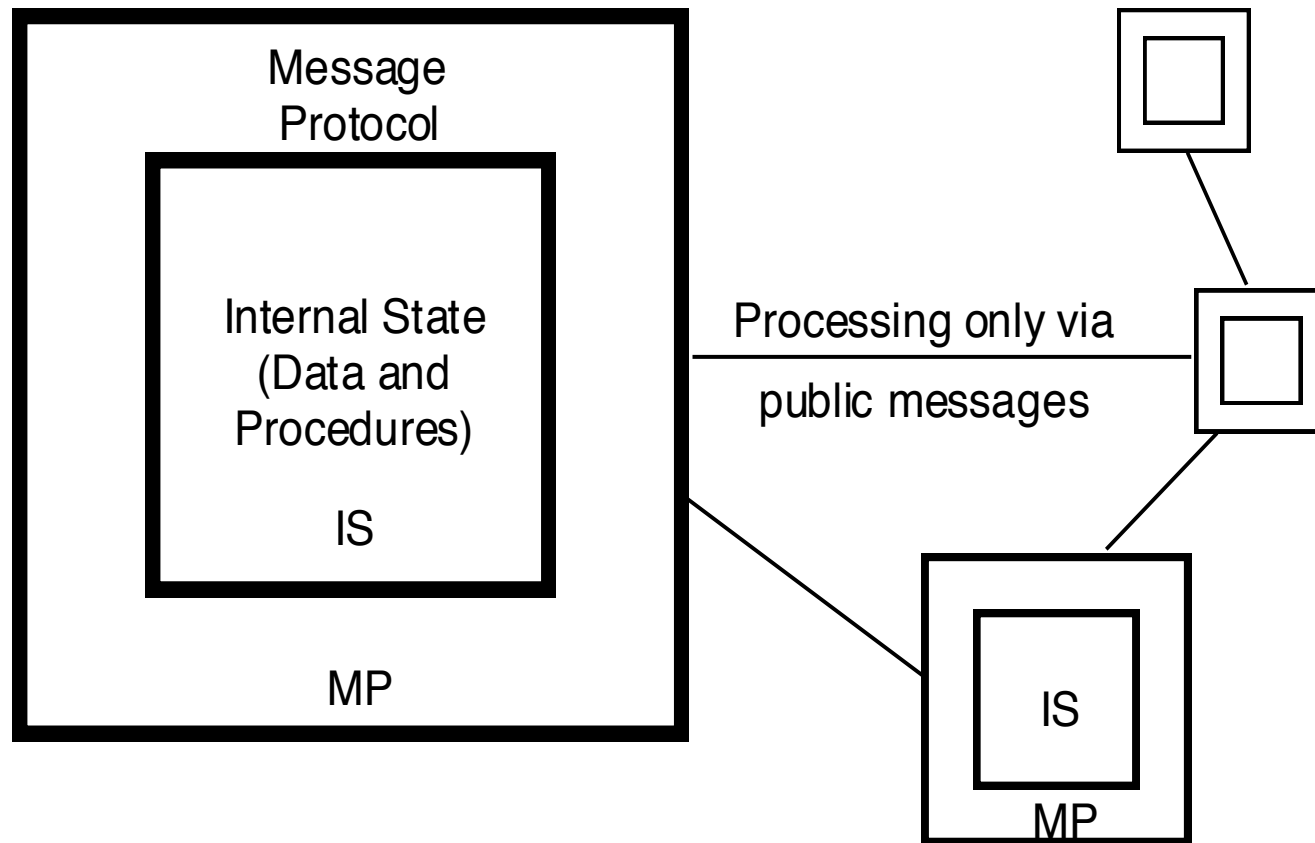 Message
Protocol
Internal State
(Data and
Procedures)
IS
MP
Processing only via
public messages
IS
MP